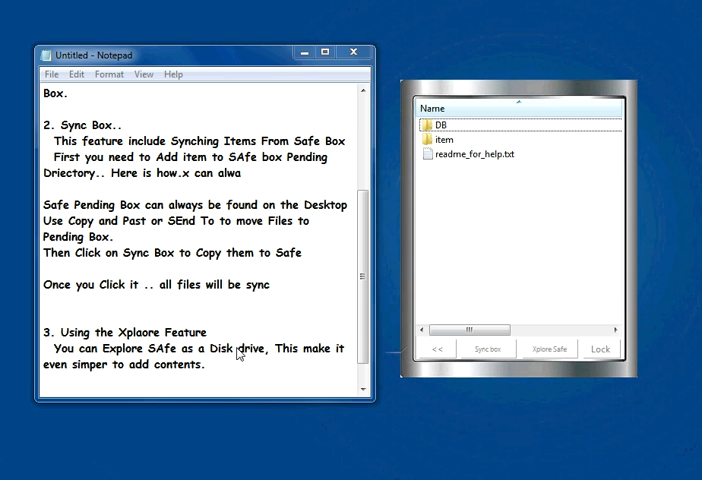 Untitled - Notepad
File Edit Format View Help
Box.
2. Sync Box..
This feature include Synching Items From Safe Box
First you need to Add item to SAfe box Pending
Driectory.. Here is how.x can alwa
Safe Pending Box can always be found on the Desktop
Use Copy and Past or SEnd To to move Files to
Pending Box.
Then Click on Sync Box to Copy them to Safe
Once you Click it .. all files will be sync
3. Using the Xplaore Feature
You can Explore SAfe as a Disk drive, This make it
even simper to add contents.
Name
DB
item
readme_for_help.txt
<< Sync box Xplore Safe Lock